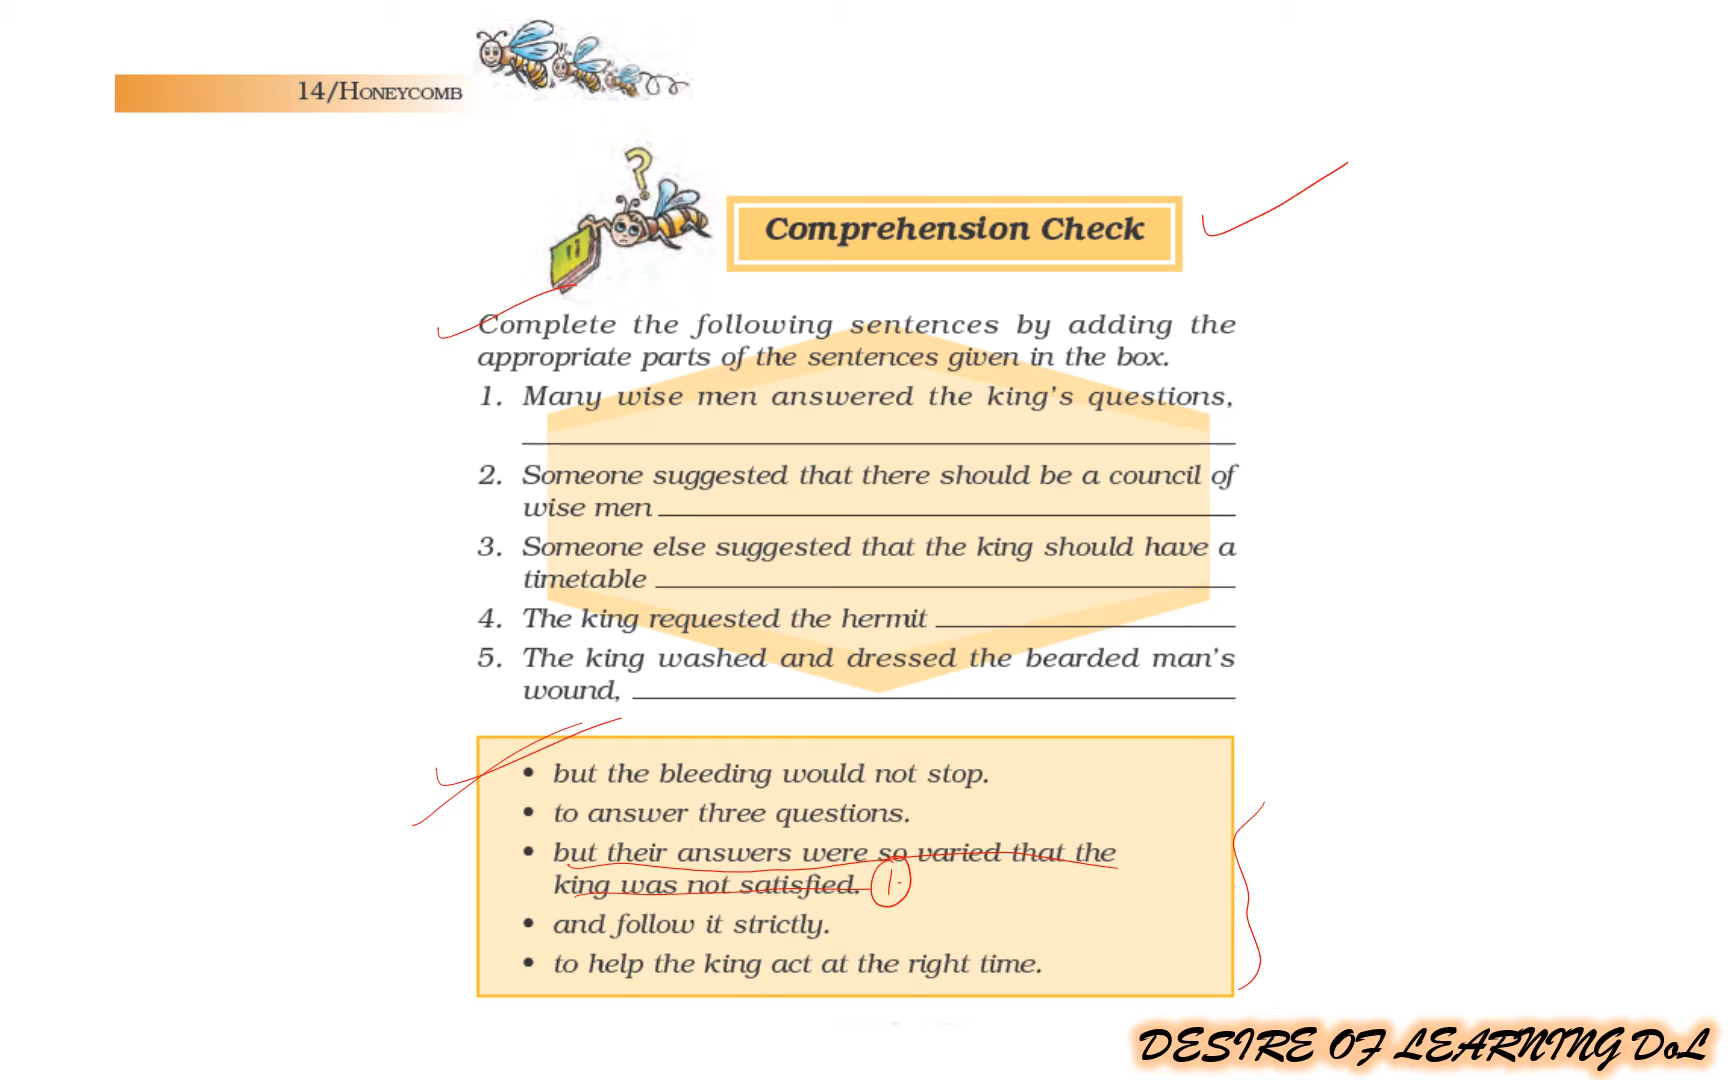 14/HONEYCOMB
?
Comprehension Check
Complete the following sentences by adding the
appropriate parts of the sentences given in the box.
1. Many wise men answered the king's questions,
2. Someone suggested that there should be a council of
wise men
3. Someone else suggested that the king should have a
timetable
4. The king requested the hermit
5. The king washed and dressed the bearded man's
wound,
• but the bleeding would not stop.
• to answer three questions.
• but their answers were so varied that the
king was not satisfied. 1.
• and follow it strictly.
• to help the king act at the right time.
DESIRE OF LEARNING DoL